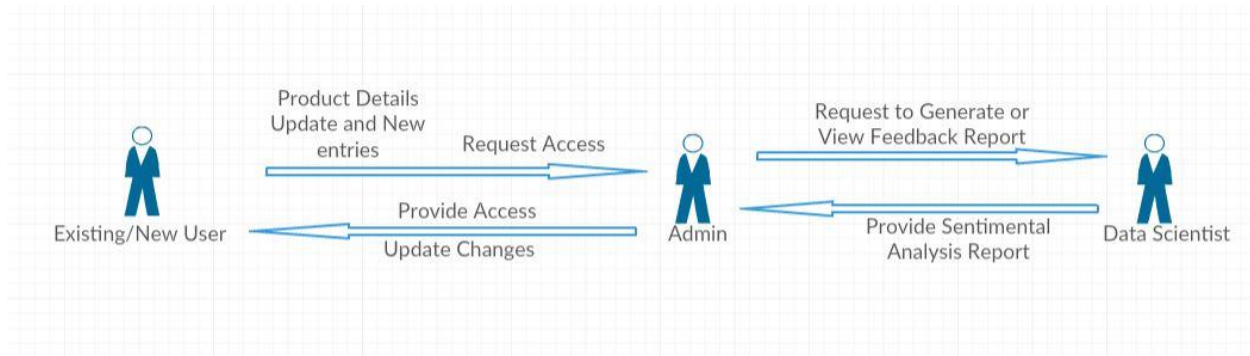 Product Details
Update and New
entries
Request Access
Provide Access
Update Changes
Existing/New User
Request to Generate or
View Feedback Report
Admin
Provide Sentimental
Analysis Report
Data Scientist